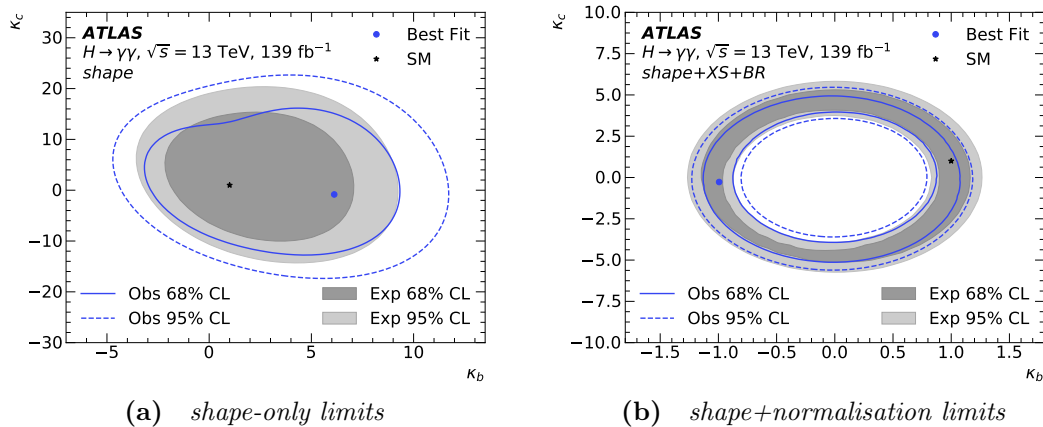 κc
30
20
10
0
−10
−20
−30
−5
0
5
10
κb
ATLAS
H → γγ, √s = 13 TeV, 139 fb⁻¹
shape
Best Fit
SM
Obs 68% CL
Obs 95% CL
Exp 68% CL
Exp 95% CL
(a) shape-only limits
κc
10.0
7.5
5.0
2.5
0.0
−2.5
−5.0
−7.5
−10.0
−1.5
−1.0
−0.5
0.0
0.5
1.0
1.5
κb
ATLAS
H → γγ, √s = 13 TeV, 139 fb⁻¹
shape+XS+BR
Best Fit
SM
Obs 68% CL
Obs 95% CL
Exp 68% CL
Exp 95% CL
(b) shape+normalisation limits